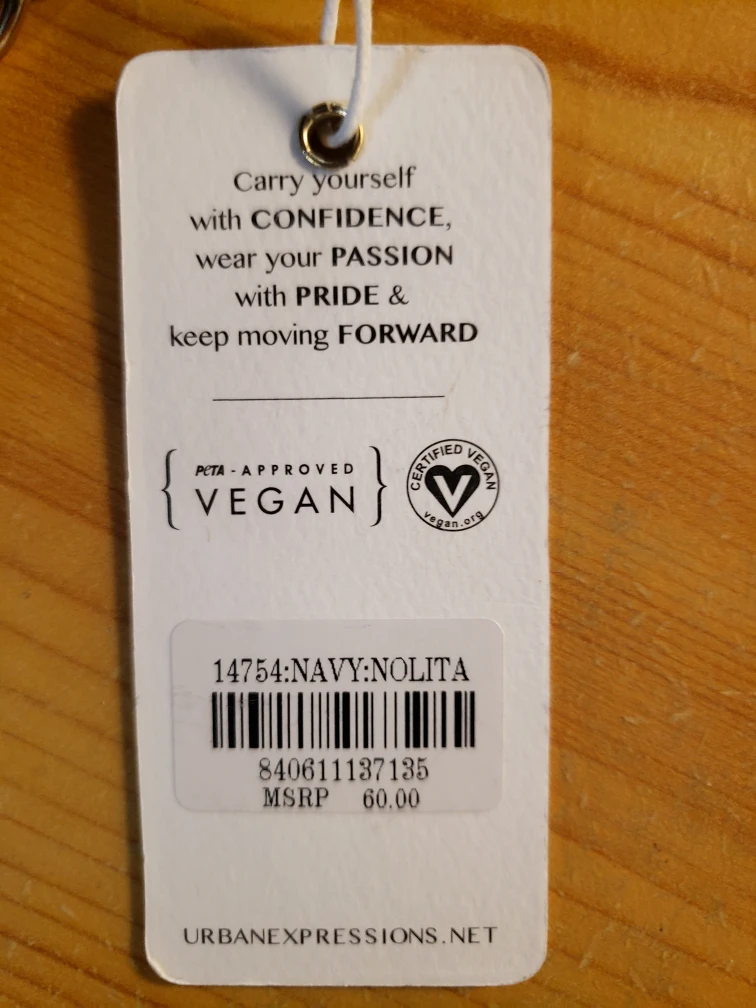 Carry yourself
with CONFIDENCE,
wear your PASSION
with PRIDE &
keep moving FORWARD
PETA - APPROVED
VEGAN
CERTIFIED VEGAN
V
vegan.org
14754:NAVY:NOLITA
840611137135
MSRP 60.00
URBANEXPRESSIONS.NET